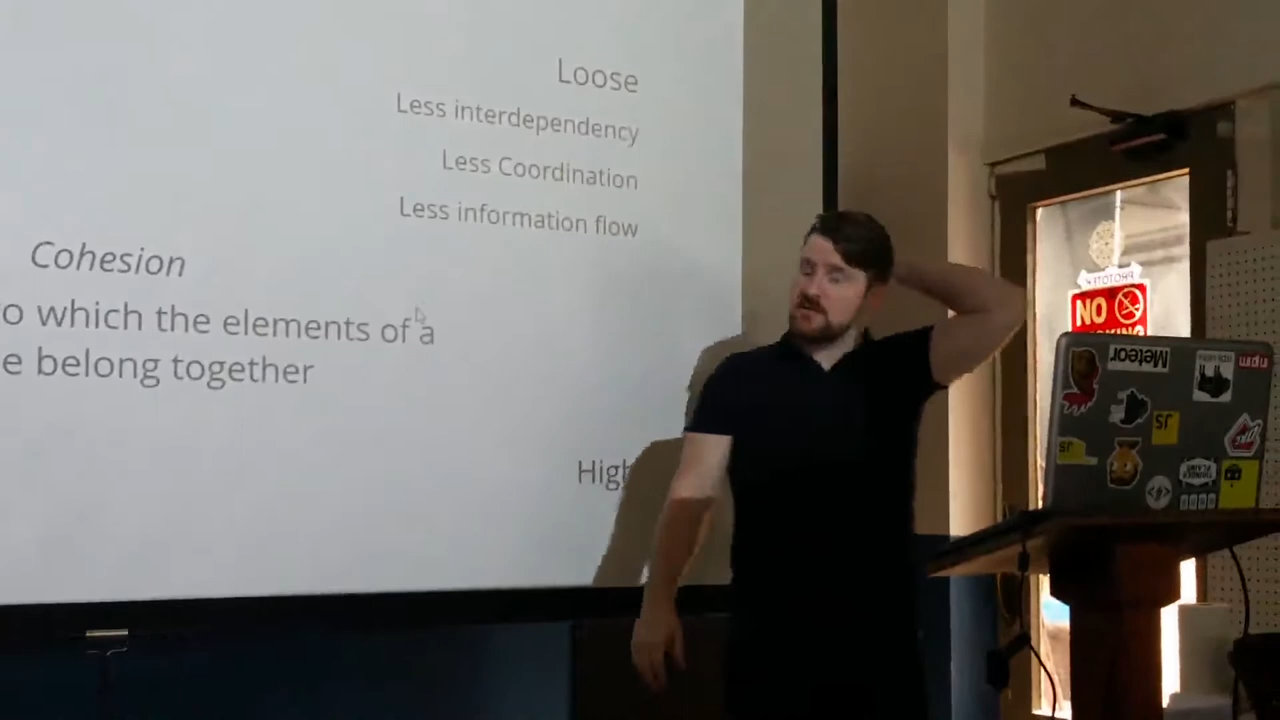 Loose
Less interdependency
Less Coordination
Less information flow
Cohesion
o which the elements of a
e belong together
High
NO
Meteor
npm
JS
JS